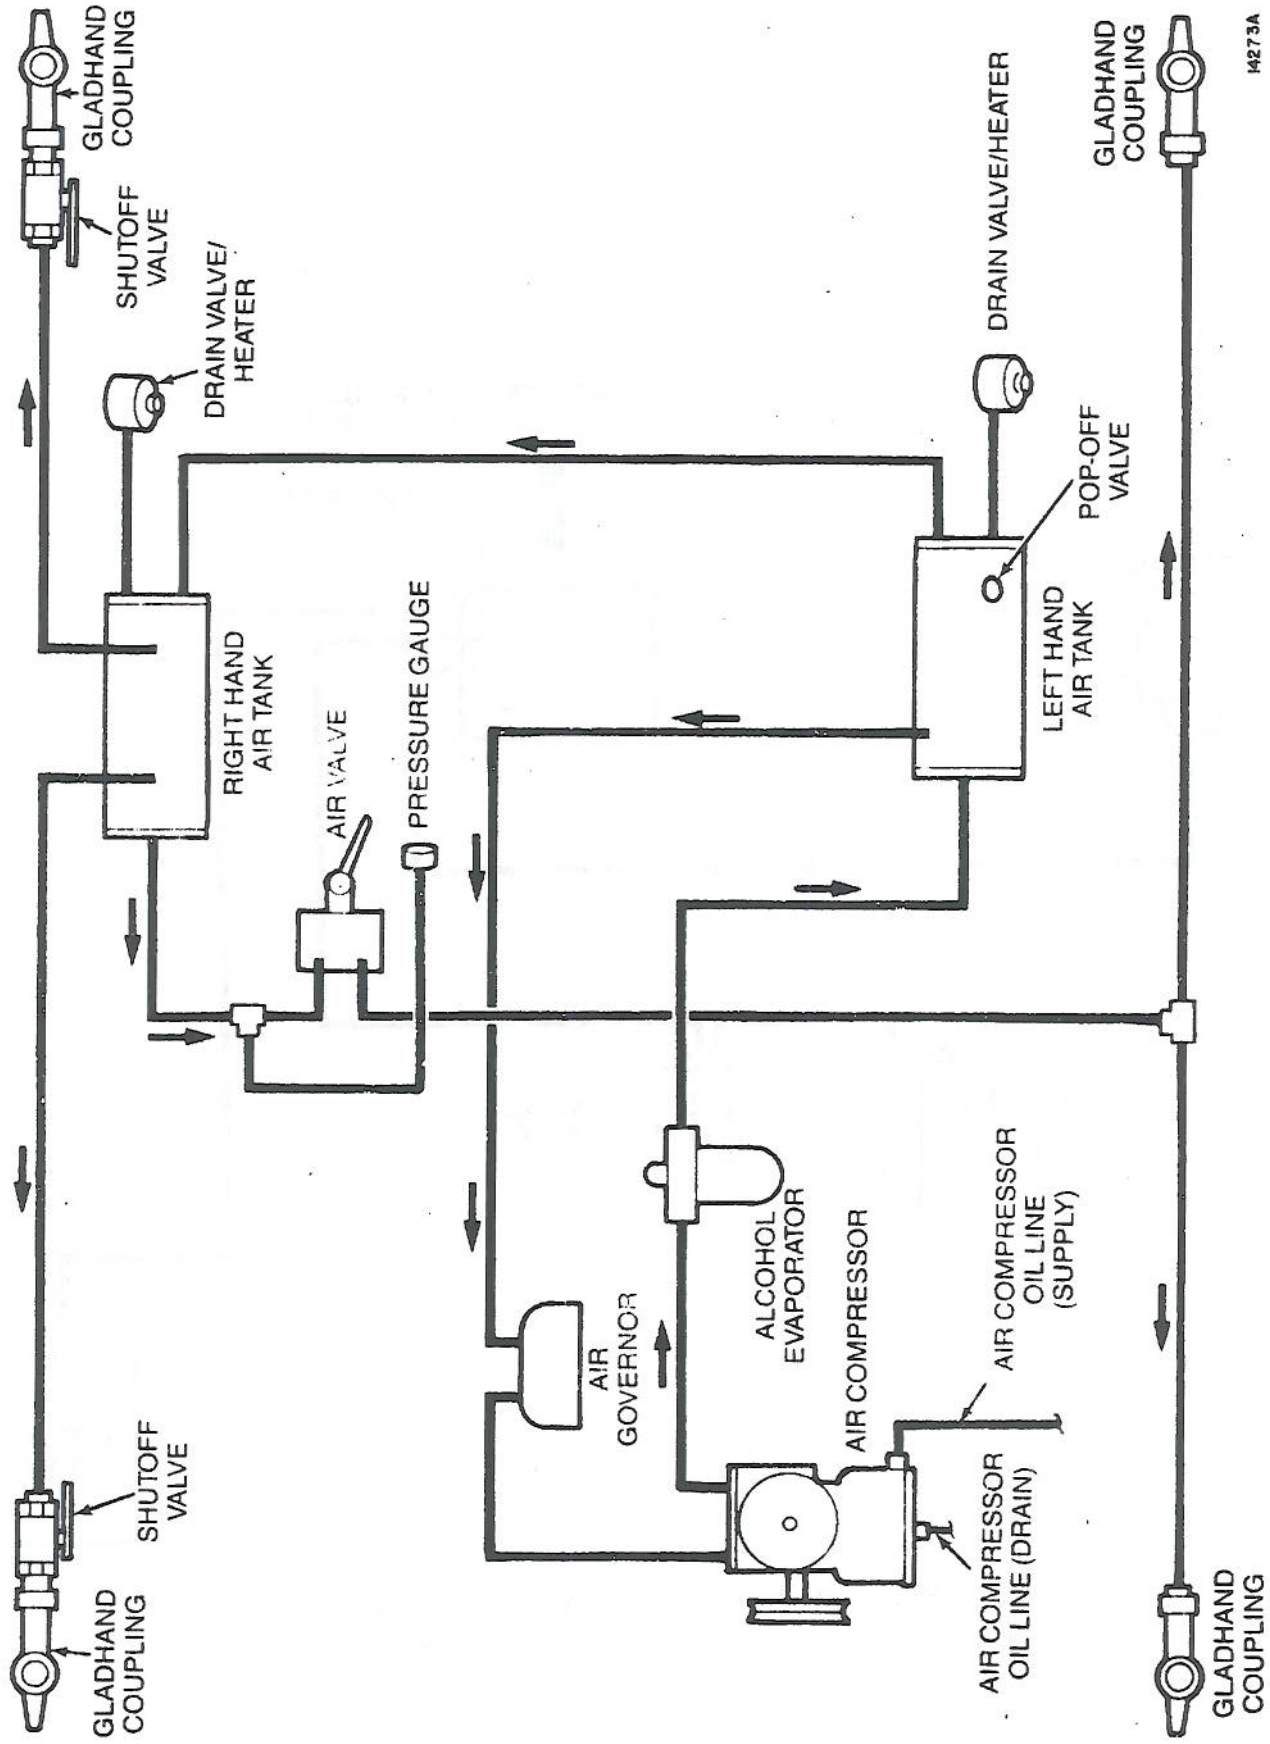 GLADHAND
COUPLING
SHUTOFF
VALVE
AIR COMPRESSOR
OIL LINE (DRAIN)
AIR COMPRESSOR
OIL LINE
(SUPPLY)
AIR COMPRESSOR
ALCOHOL
EVAPORATOR
AIR
GOVERNOR
GLADHAND
COUPLING
AIR VALVE
PRESSURE GAUGE
RIGHT HAND
AIR TANK
LEFT HAND
AIR TANK
POP-OFF
VALVE
DRAIN VALVE/
HEATER
DRAIN VALVE/HEATER
SHUTOFF
VALVE
GLADHAND
COUPLING
GLADHAND
COUPLING
14273A